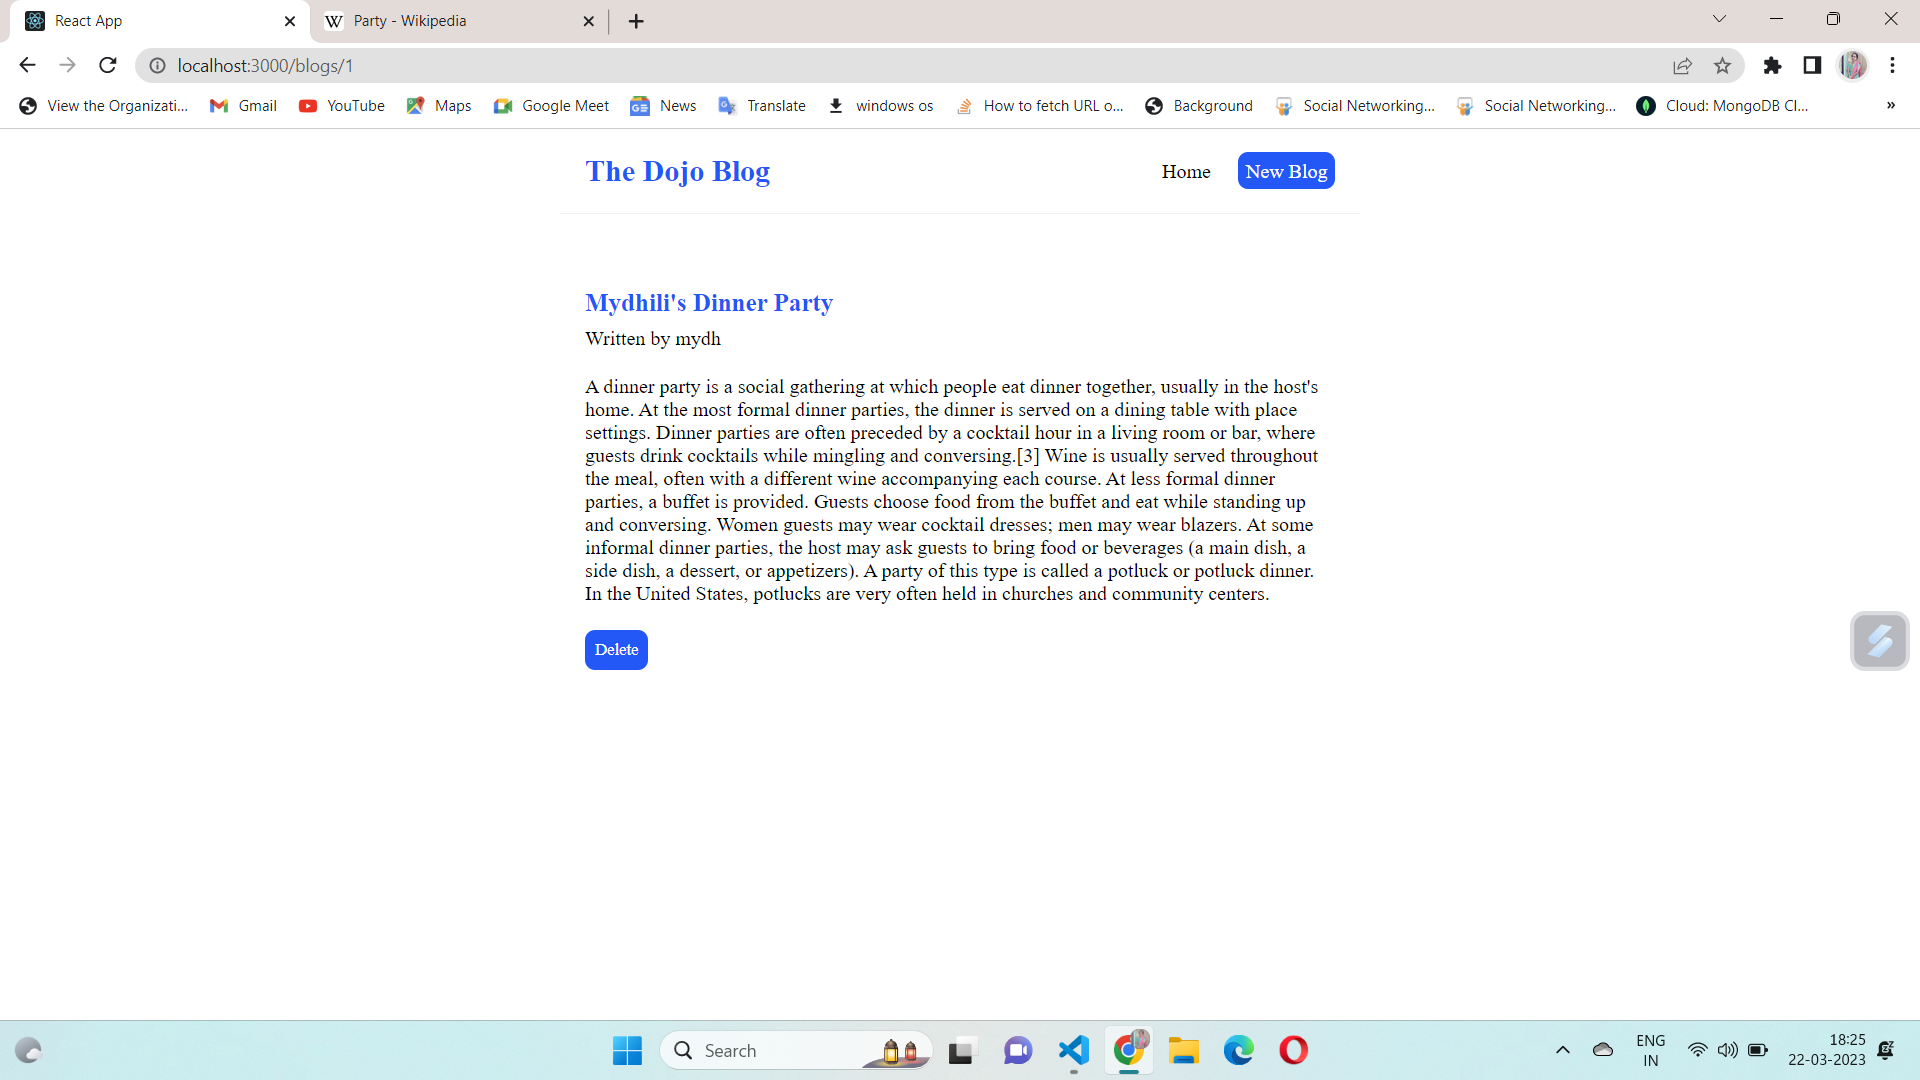 React App
W Party - Wikipedia
localhost:3000/blogs/1
View the Organizati... Gmail YouTube Maps Google Meet News Translate windows os How to fetch URL o... Background Social Networking... Social Networking... Cloud: MongoDB Cl... »
The Dojo Blog Home New Blog
Mydhili's Dinner Party
Written by mydh
A dinner party is a social gathering at which people eat dinner together, usually in the host's
home. At the most formal dinner parties, the dinner is served on a dining table with place
settings. Dinner parties are often preceded by a cocktail hour in a living room or bar, where
guests drink cocktails while mingling and conversing.[3] Wine is usually served throughout
the meal, often with a different wine accompanying each course. At less formal dinner
parties, a buffet is provided. Guests choose food from the buffet and eat while standing up
and conversing. Women guests may wear cocktail dresses; men may wear blazers. At some
informal dinner parties, the host may ask guests to bring food or beverages (a main dish, a
side dish, a dessert, or appetizers). A party of this type is called a potluck or potluck dinner.
In the United States, potlucks are very often held in churches and community centers.
Delete
Search
ENG
IN
18:25
22-03-2023